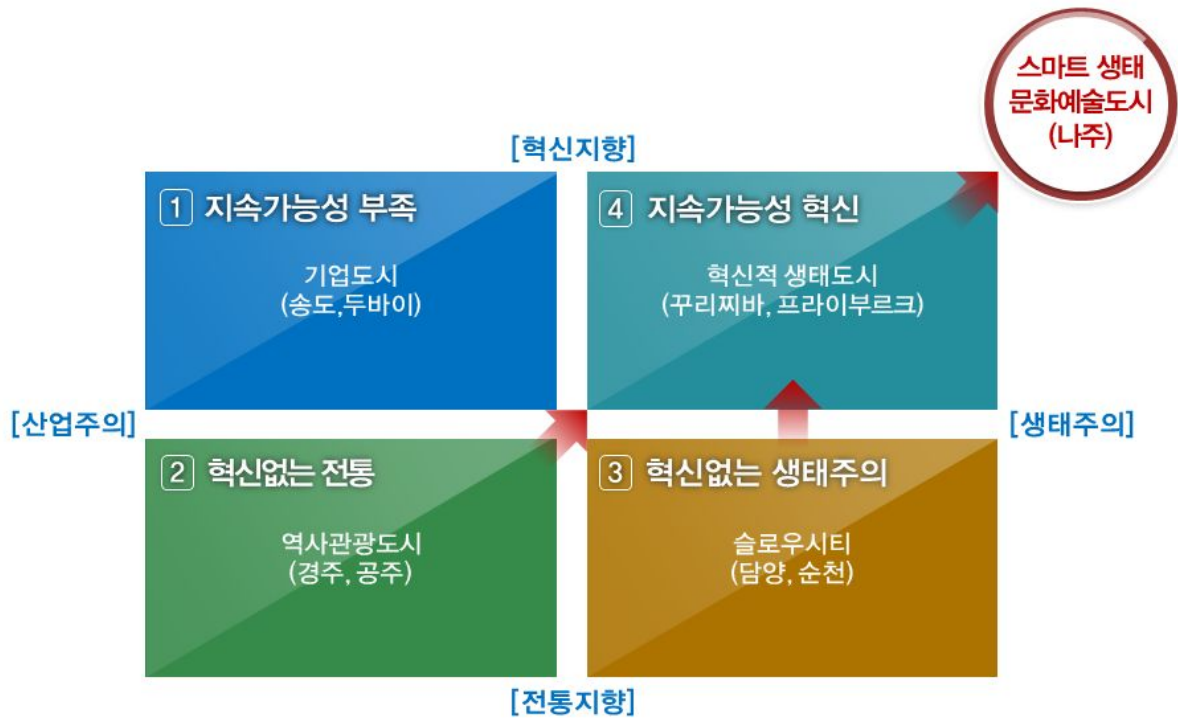 스마트 생태
문화예술도시
(나주)
[혁신지향]
1 지속가능성 부족
기업도시
(송도,두바이)
4 지속가능성 혁신
혁신적 생태도시
(꾸리찌바, 프라이부르크)
[산업주의]
[생태주의]
2 혁신없는 전통
역사관광도시
(경주, 공주)
3 혁신없는 생태주의
슬로우시티
(담양, 순천)
[전통지향]